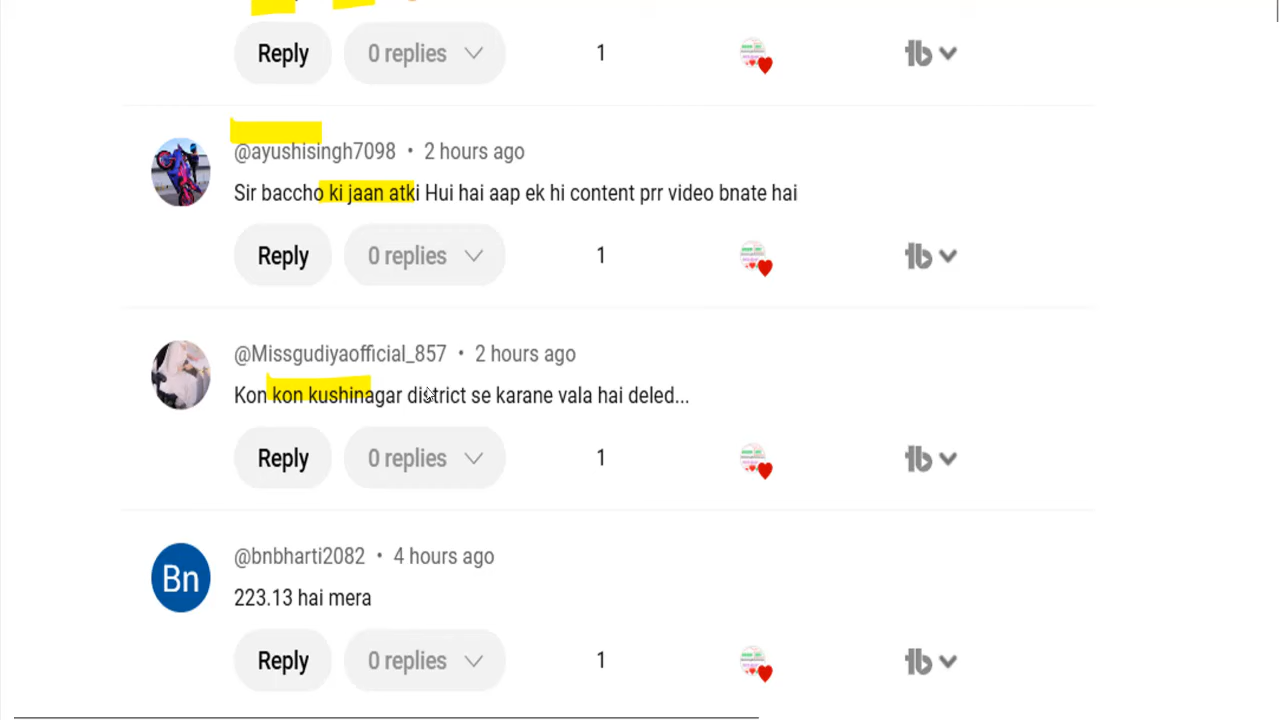 Reply 0 replies 1
@ayushisingh7098 • 2 hours ago
Sir baccho ki jaan atki Hui hai aap ek hi content prr video bnate hai
Reply 0 replies 1
@Missgudiyaofficial_857 • 2 hours ago
Kon kon kushinagar district se karane vala hai deled...
Reply 0 replies 1
Bn @bnbharti2082 • 4 hours ago
223.13 hai mera
Reply 0 replies 1